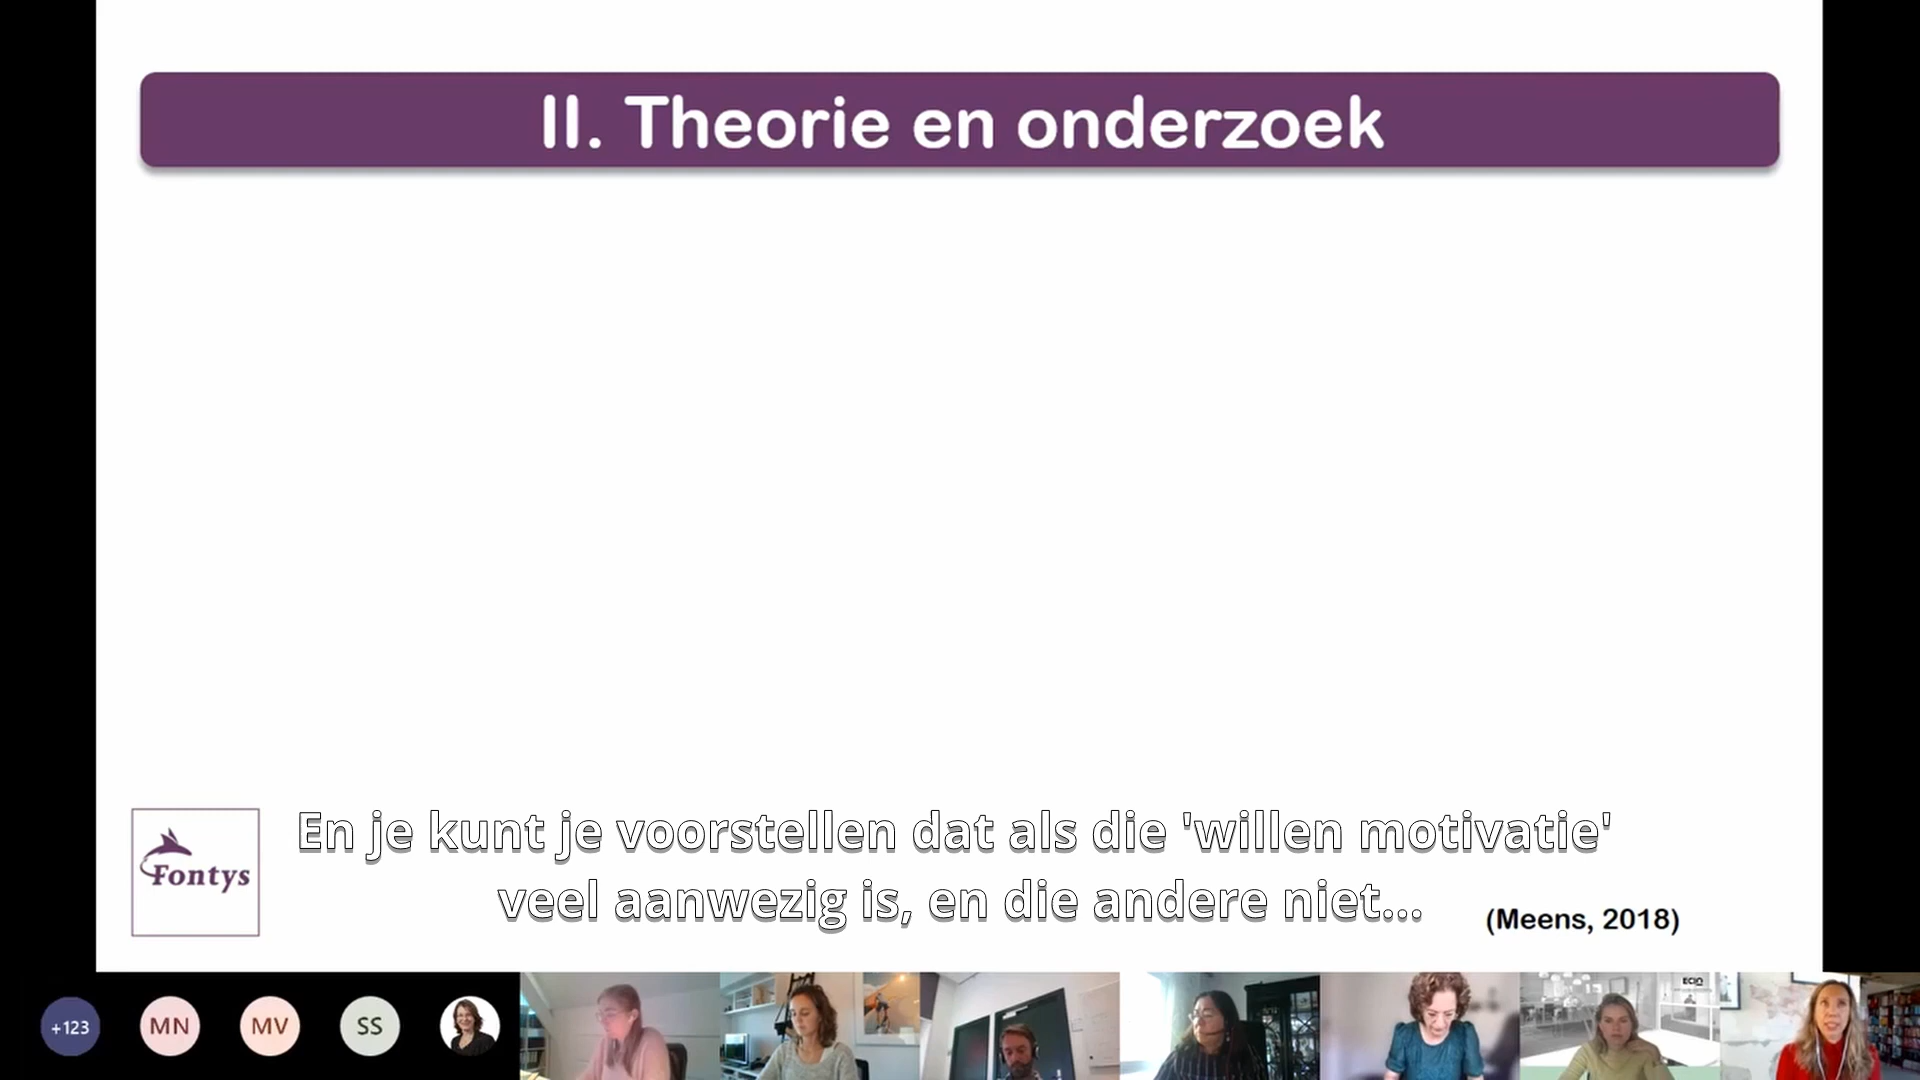 II. Theorie en onderzoek
Fontys
En je kunt je voorstellen dat als die 'willen motivatie'
veel aanwezig is, en die andere niet...
(Meens, 2018)
+123
MN
MV
SS
ECIO